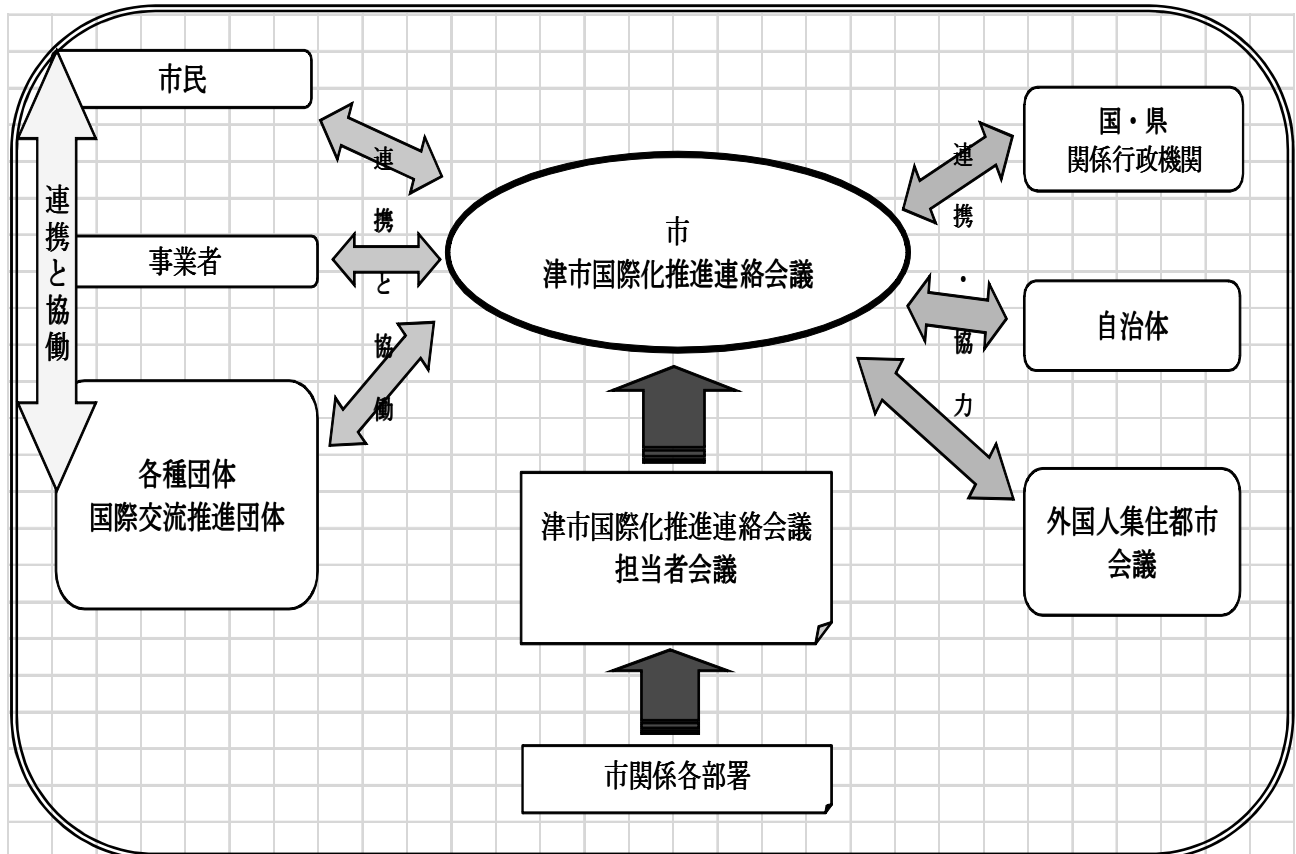 市民
連携と協働
事業者
各種団体
国際交流推進団体
連携と協働
市
津市国際化推進連絡会議
連携・協力
国・県
関係行政機関
自治体
外国人集住都市
会議
津市国際化推進連絡会議
担当者会議
市関係各部署